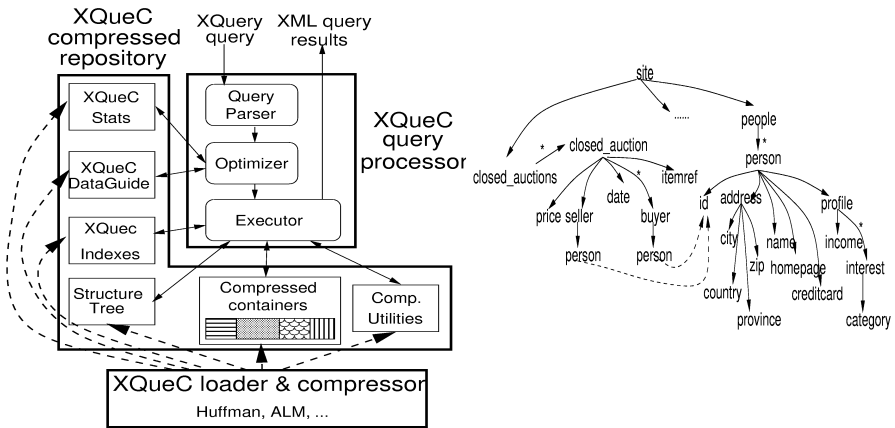 XQueC
compressed
repository
XQuery
query
XML query
results
XQueC
Stats
XQueC
DataGuide
XQuec
Indexes
Structure
Tree
Query
Parser
Optimizer
Executor
XQueC
query
processor
Compressed
containers
Comp.
Utilities
XQueC loader & compressor
Huffman, ALM, ...
site
......
people
*
closed_auctions
*
closed_auction
person
price
seller
date
*
buyer
itemref
person
person
id
address
profile
city
zip
name
homepage
income
*
interest
country
creditcard
province
category